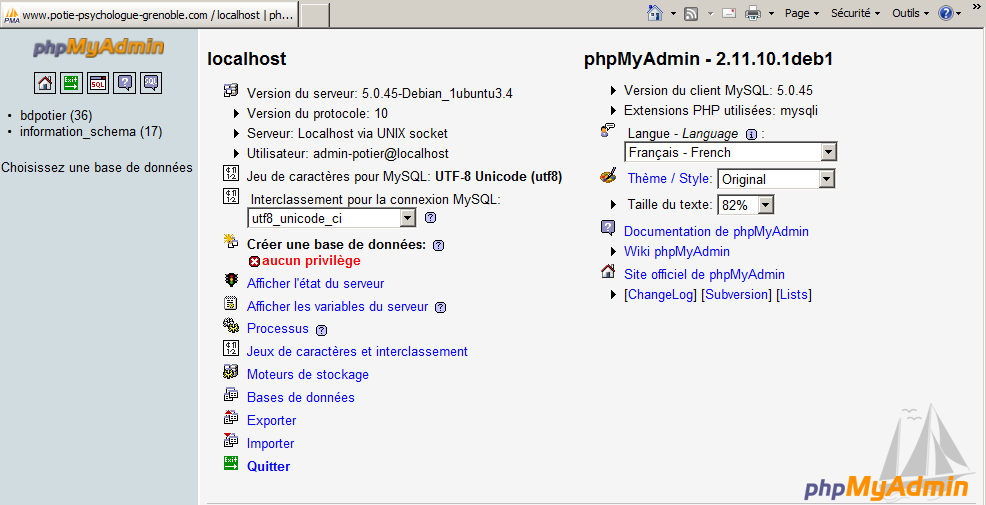 www.potie-psychologue-grenoble.com / localhost | ph...
Page
Sécurité
Outils
phpMyAdmin
bdpotier (36)
information_schema (17)
Choisissez une base de données
localhost
Version du serveur: 5.0.45-Debian_1ubuntu3.4
Version du protocole: 10
Serveur: Localhost via UNIX socket
Utilisateur: admin-potier@localhost
Jeu de caractères pour MySQL: UTF-8 Unicode (utf8)
Interclassement pour la connexion MySQL:
utf8_unicode_ci
Créer une base de données:
aucun privilège
Afficher l'état du serveur
Afficher les variables du serveur
Processus
Jeux de caractères et interclassement
Moteurs de stockage
Bases de données
Exporter
Importer
Quitter
phpMyAdmin - 2.11.10.1deb1
Version du client MySQL: 5.0.45
Extensions PHP utilisées: mysqli
Langue - Language :
Français - French
Thème / Style: Original
Taille du texte: 82%
Documentation de phpMyAdmin
Wiki phpMyAdmin
Site officiel de phpMyAdmin
[ChangeLog] [Subversion] [Lists]
phpMyAdmin